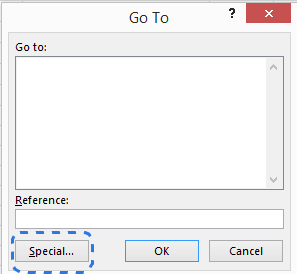 Go To
?
Go to:
Reference:
Special...
OK
Cancel